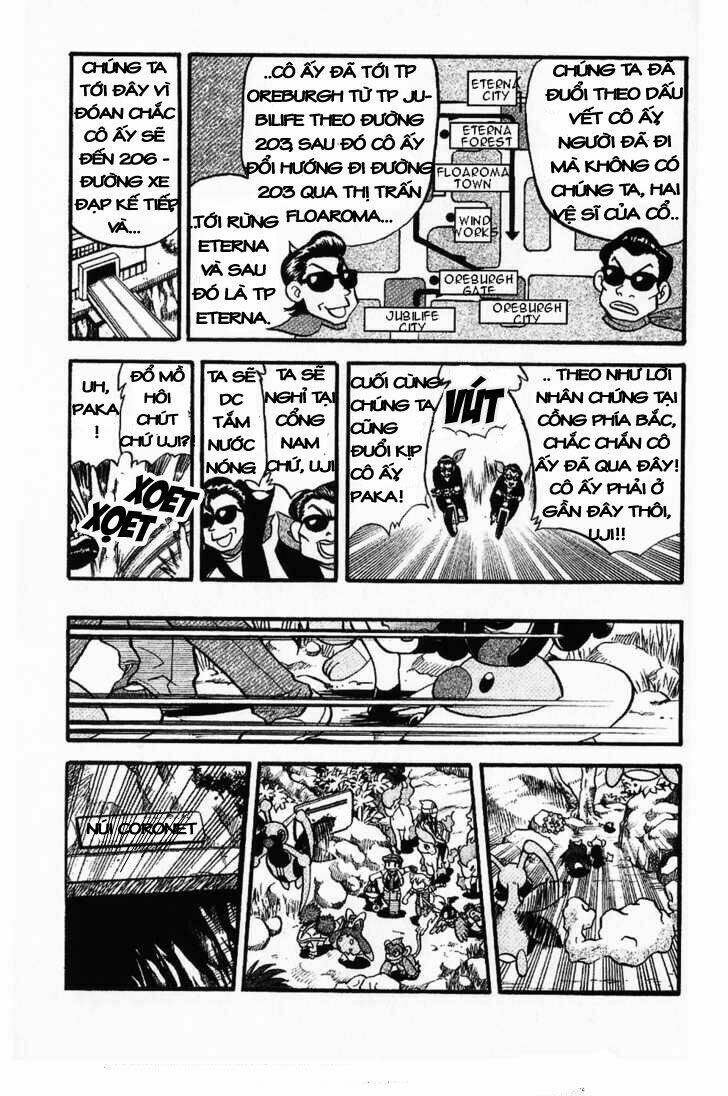 CHÚNG TA ĐÃ
ĐUỔI THEO DẤU
VẾT CÔ ẤY,
NGƯỜI ĐÃ ĐI
MÀ KHÔNG CÓ
CHÚNG TA, HAI
VỆ SĨ CỦA CỔ..
..CÔ ẤY ĐÃ TỚI TP
OREBURGH TỪ TP JU-
BILIFE THEO ĐƯỜNG
203, SAU ĐÓ CÔ ẤY
ĐỔI HƯỚNG ĐI ĐƯỜNG
203 QUA THỊ TRẤN
FLOAROMA...
..TỚI RỪNG
ETERNA
VÀ SAU
ĐÓ LÀ TP
ETERNA.
ETERNA
CITY
ETERNA
FOREST
FLOAROMA
TOWN
WIND
WORKS
OREBURGH
GATE
OREBURGH
CITY
JUBILIFE
CITY
CHÚNG TA
TỚI ĐÂY VÌ
ĐÓAN CHẮC
CÔ ẤY SẼ
ĐẾN 206 -
ĐƯỜNG XE
ĐẠP KẾ TIẾP,
VÀ...
.. THEO NHƯ LỜI
NHÂN CHỨNG TẠI
CỔNG PHÍA BẮC,
CHẮC CHẮN CÔ
ẤY ĐÃ QUA ĐÂY!
CÔ ẤY PHẢI Ở
GẦN ĐÂY THÔI,
UJI!!
VÚT
CUỐI CÙNG
CHÚNG TA
CŨNG
ĐUỔI KỊP
CÔ ẤY,
PAKA!
TA SẼ
NGHỈ TẠI
CỔNG
NAM
CHỨ, UJI
TA SẼ
DC
TẮM
NƯỚC
NÓNG
ĐỔ MỒ
HÔI
CHÚT
CHỨ UJI?
UH,
PAKA
!
XOẸT
XOẸT
NÚI CORONET